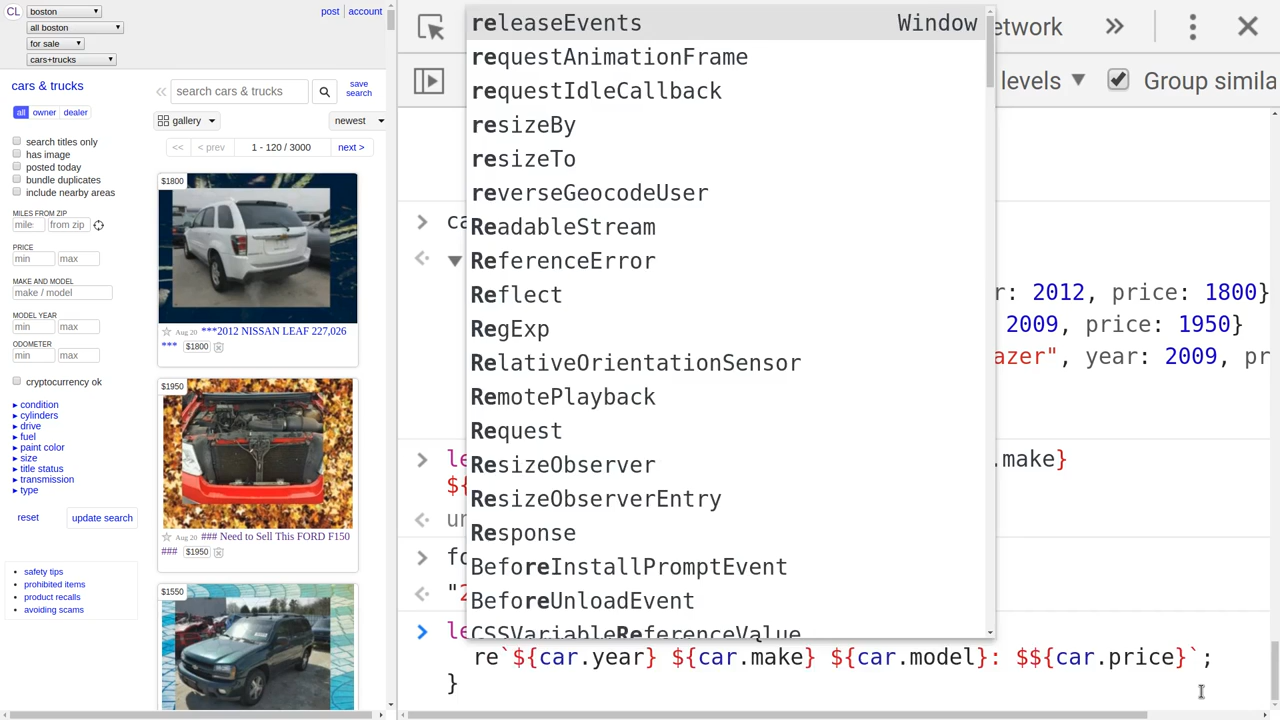 CL
boston
all boston
for sale
cars+trucks
post account
cars & trucks
all owner dealer
search titles only
has image
posted today
bundle duplicates
include nearby areas
MILES FROM ZIP
mile from zip
PRICE
min max
MAKE AND MODEL
make / model
MODEL YEAR
min max
ODOMETER
min max
cryptocurrency ok
condition
cylinders
drive
fuel
paint color
size
title status
transmission
type
reset update search
safety tips
prohibited items
product recalls
avoiding scams
search cars & trucks
save
search
gallery
newest
<< < prev 1 - 120 / 3000 next >
$1800
Aug 20 ***2012 NISSAN LEAF 227,026
*** $1800
$1950
Aug 20 ### Need to Sell This FORD F150
### $1950
$1550
releaseEvents Window
requestAnimationFrame
requestIdleCallback
resizeBy
resizeTo
reverseGeocodeUser
ReadableStream
ReferenceError
Reflect
RegExp
RelativeOrientationSensor
RemotePlayback
Request
ResizeObserver
ResizeObserverEntry
Response
BeforeInstallPromptEvent
BeforeUnloadEvent
CSSVariableReferenceValue
etwork »
levels ▼ Group simila
ca
r: 2012, price: 1800}
2009, price: 1950}
azer", year: 2009, pr
le .make}
${
un
fo
"2
le
re`${car.year} ${car.make} ${car.model}: $${car.price}`;
}